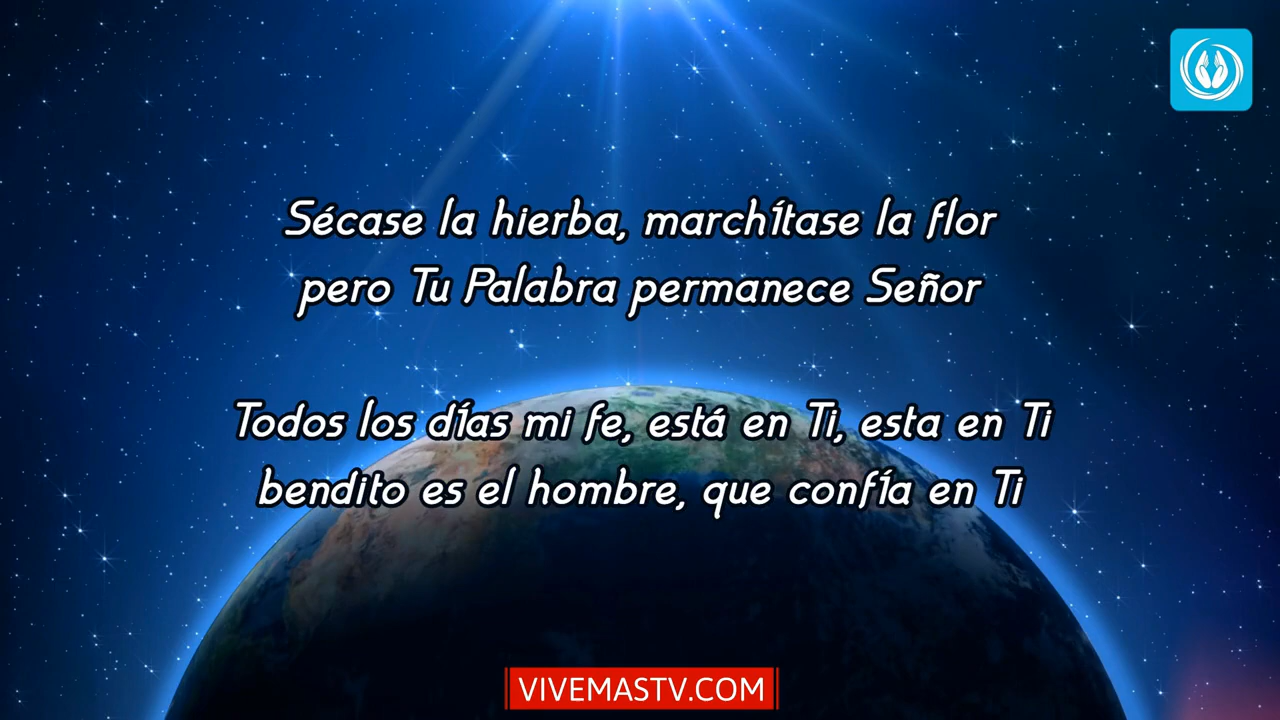 Sécase la hierba, marchítase la flor
pero Tu Palabra permanece Señor
Todos los días mi fe, está en Ti, esta en Ti
bendito es el hombre, que confía en Ti
VIVEMASTV.COM